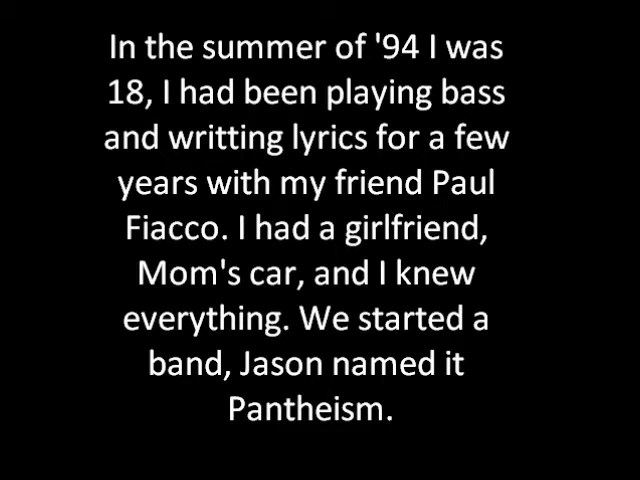 In the summer of '94 I was
18, I had been playing bass
and writting lyrics for a few
years with my friend Paul
Fiacco. I had a girlfriend,
Mom's car, and I knew
everything. We started a
band, Jason named it
Pantheism.